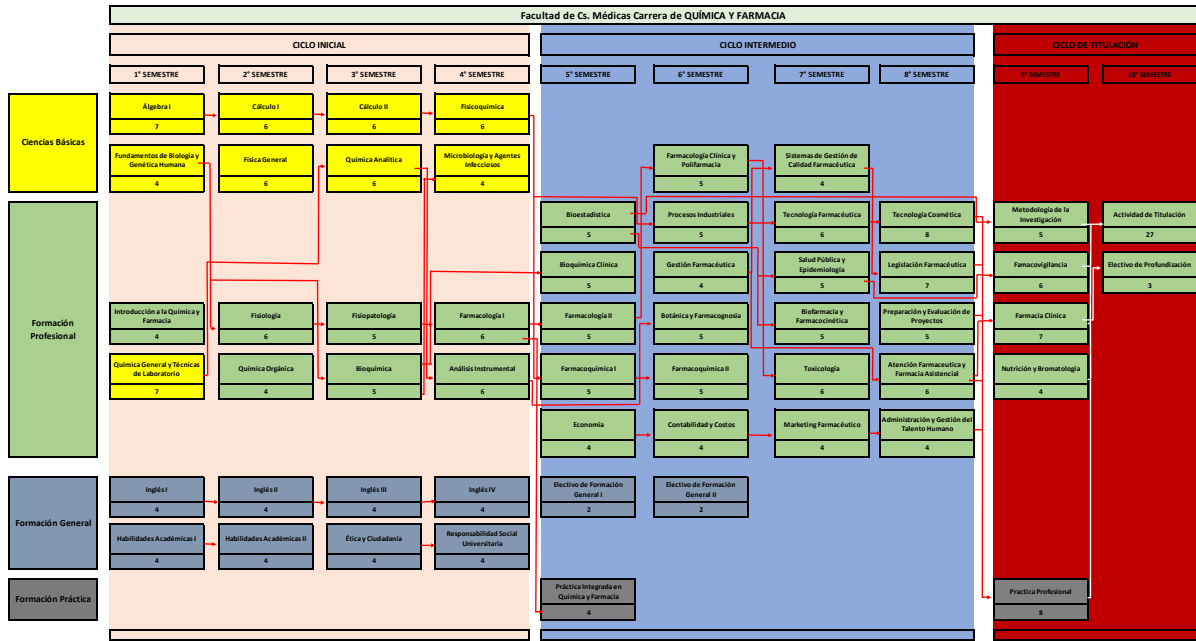 Facultad de Cs. Médicas Carrera de QUÍMICA Y FARMACIA
CICLO INICIAL
CICLO INTERMEDIO
CICLO DE TITULACIÓN
1° SEMESTRE
2° SEMESTRE
3° SEMESTRE
4° SEMESTRE
5° SEMESTRE
6° SEMESTRE
7° SEMESTRE
8° SEMESTRE
9° SEMESTRE
10° SEMESTRE
Ciencias Básicas
Álgebra I
7
Cálculo I
6
Cálculo II
6
Fisicoquímica
6
Fundamentos de Biología y
Genética Humana
4
Física General
6
Química Analítica
6
Microbiología y Agentes
Infecciosos
4
Farmacología Clínica y
Polifarmacia
5
Sistemas de Gestión de
Calidad Farmacéutica
4
Formación
Profesional
Bioestadística
5
Procesos Industriales
5
Tecnología Farmacéutica
6
Tecnología Cosmética
8
Metodología de la
Investigación
5
Actividad de Titulación
27
Bioquímica Clínica
5
Gestión Farmacéutica
4
Salud Pública
y Epidemiología
5
Legislación Farmacéutica
7
Famacovigilancia
6
Electivo de Profundización
3
Introducción a la Química y
Farmacia
4
Fisiología
6
Fisiopatología
5
Farmacología I
6
Farmacología II
5
Botánica y Farmacognosia
5
Biofarmacia y
Farmacocinética
5
Preparación y Evaluación de
Proyectos
5
Farmacia Clínica
7
Química General y Técnicas
de Laboratorio
7
Química Orgánica
4
Bioquímica
5
Análisis Instrumental
6
Farmacoquímica I
5
Farmacoquímica II
5
Toxicología
6
Atención Farmaceutica y
Farmacia Asistencial
6
Nutrición y Bromatología
4
Economía
4
Contabilidad y Costos
4
Marketing Farmacéutico
4
Administración y Gestión del
Talento Humano
4
Formación General
Inglés I
4
Inglés II
4
Inglés III
4
Inglés IV
4
Electivo de Formación
General I
2
Electivo de Formación
General II
2
Habilidades Académicas I
4
Habilidades Académicas II
4
Ética y Ciudadanía
4
Responsabilidad Social
Universitaria
4
Formación Práctica
Práctica Integrada en
Química y Farmacia
4
Practica Profesional
8